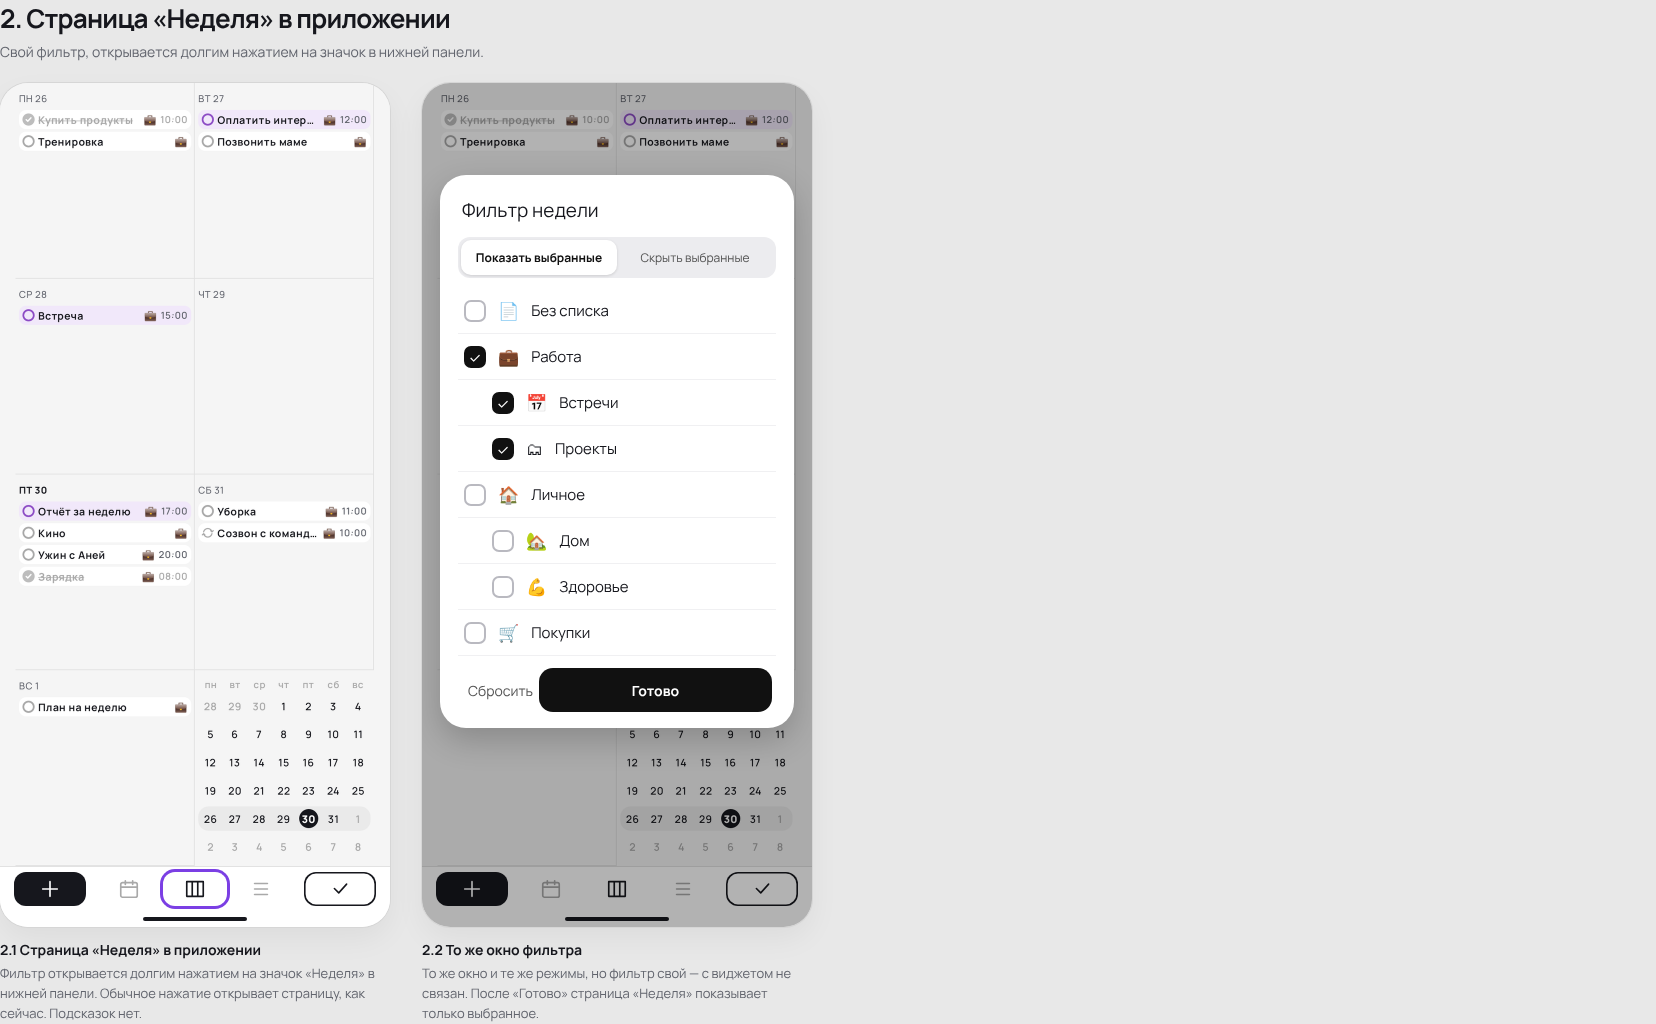 2. Страница «Неделя» в приложении
Свой фильтр, открывается долгим нажатием на значок в нижней панели.
ПН 26
Купить продукты 10:00
Тренировка
ВТ 27
Оплатить интер... 12:00
Позвонить маме
СР 28
Встреча 15:00
ЧТ 29
ПТ 30
Отчёт за неделю 17:00
Кино
Ужин с Аней 20:00
Зарядка 08:00
СБ 31
Уборка 11:00
Созвон с команд... 10:00
ВС 1
План на неделю
пн вт ср чт пт сб вс
28 29 30 1 2 3 4
5 6 7 8 9 10 11
12 13 14 15 16 17 18
19 20 21 22 23 24 25
26 27 28 29 30 31 1
2 3 4 5 6 7 8
2.1 Страница «Неделя» в приложении
Фильтр открывается долгим нажатием на значок «Неделя» в
нижней панели. Обычное нажатие открывает страницу, как
сейчас. Подсказок нет.
ПН 26
Купить продукты 10:00
Тренировка
ВТ 27
Оплатить интер... 12:00
Позвонить маме
Фильтр недели
Показать выбранные
Скрыть выбранные
Без списка
Работа
Встречи
Проекты
Личное
Дом
Здоровье
Покупки
Сбросить
Готово
5 6 7 8 9 10 11
12 13 14 15 16 17 18
19 20 21 22 23 24 25
26 27 28 29 30 31 1
2 3 4 5 6 7 8
2.2 То же окно фильтра
То же окно и те же режимы, но фильтр свой — с виджетом не
связан. После «Готово» страница «Неделя» показывает
только выбранное.